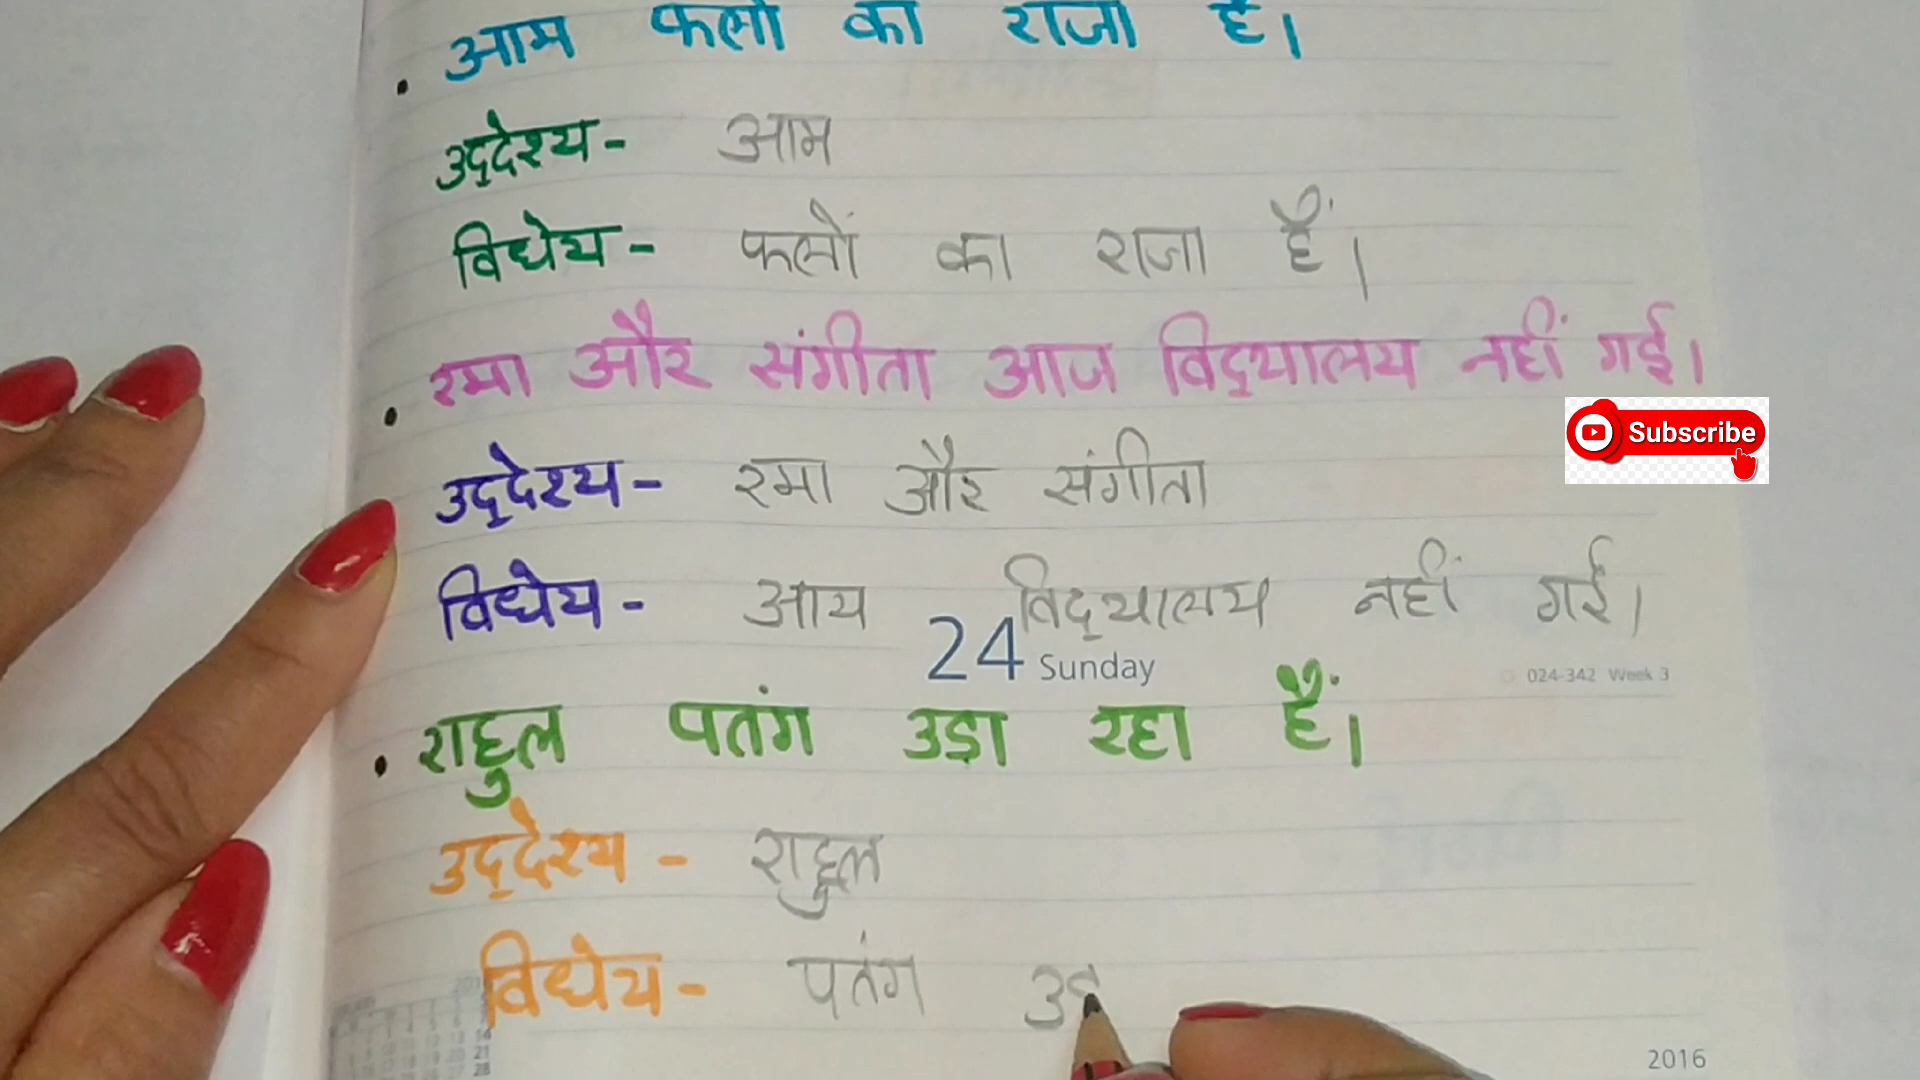 आम फलों का राजा है।
उद्देश्य- आम
विधेय- फलों का राजा हैं।
रमा और संगीता आज विद्यालय नहीं गई।
Subscribe
उद्देश्य- रमा और संगीता
विधेय- आय विद्यालय नहीं गई।
24 Sunday
024-342 Week 3
राहुल पतंग उड़ा रहा हैं।
उद्देश्य - राहुल
विधेय- पतंग
2016